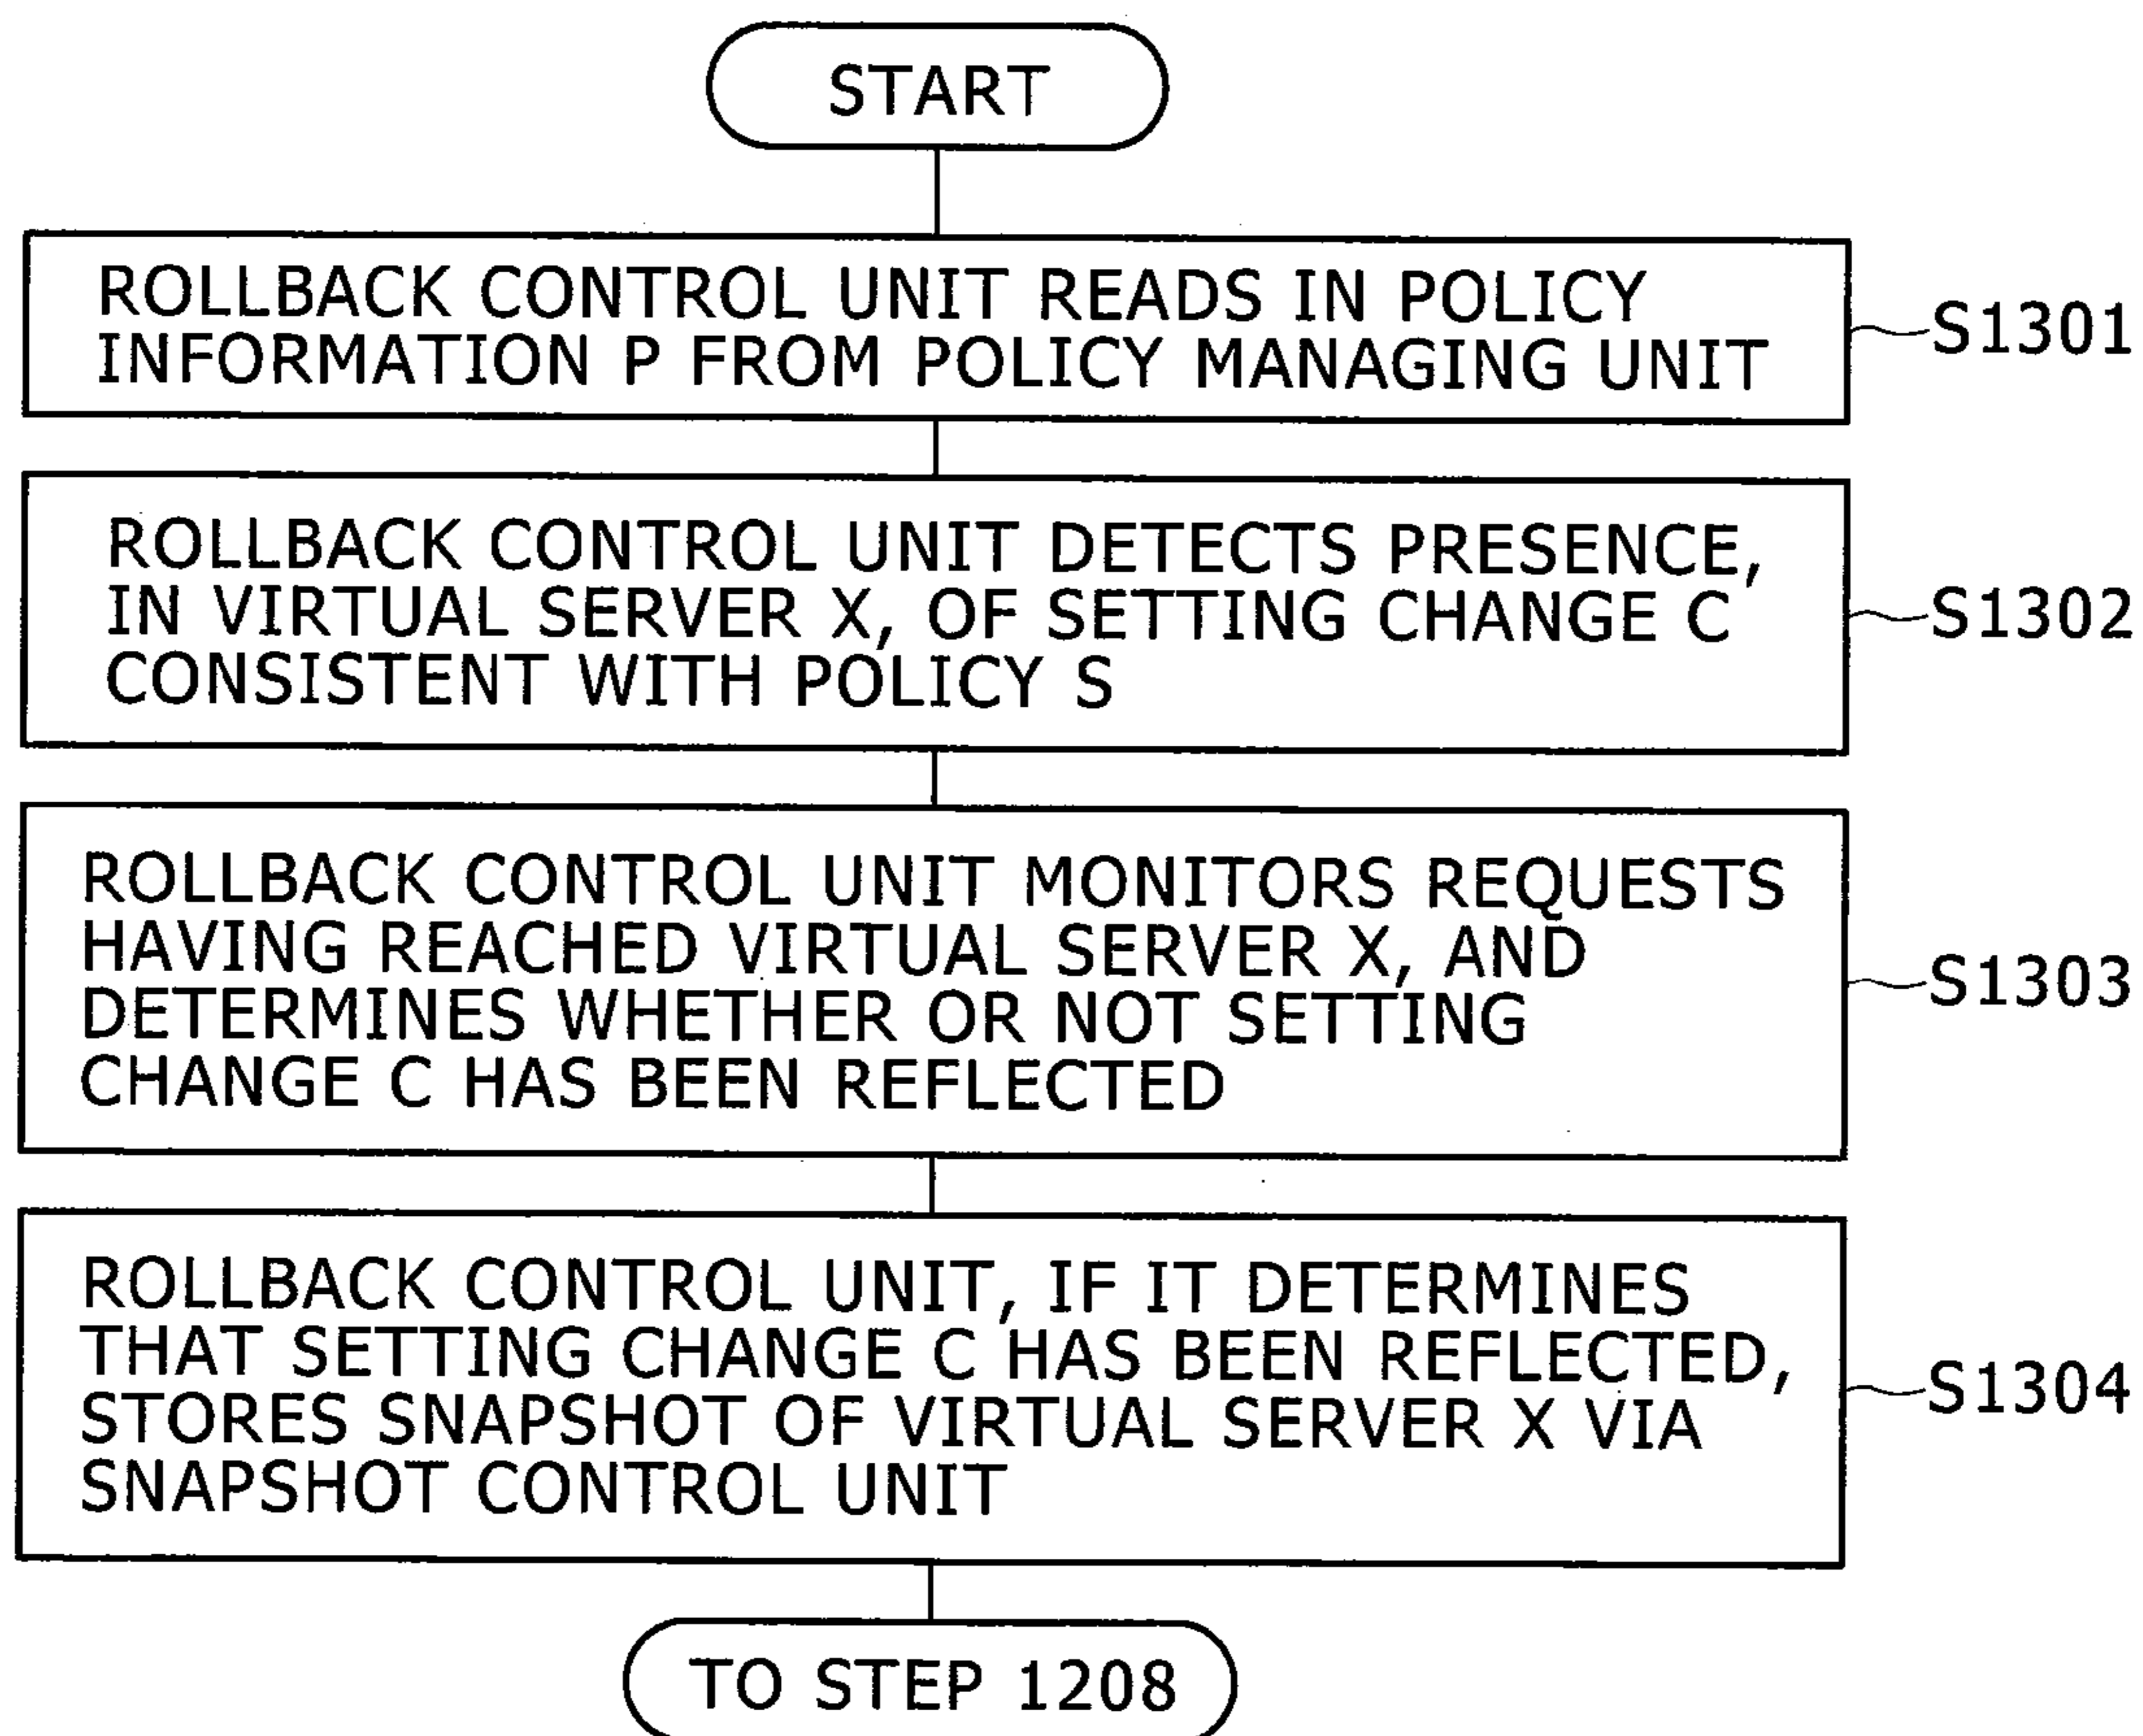 START
ROLLBACK CONTROL UNIT READS IN POLICY
INFORMATION P FROM POLICY MANAGING UNIT
S1301
ROLLBACK CONTROL UNIT DETECTS PRESENCE,
IN VIRTUAL SERVER X, OF SETTING CHANGE C
CONSISTENT WITH POLICY S
S1302
ROLLBACK CONTROL UNIT MONITORS REQUESTS
HAVING REACHED VIRTUAL SERVER X, AND
DETERMINES WHETHER OR NOT SETTING
CHANGE C HAS BEEN REFLECTED
S1303
ROLLBACK CONTROL UNIT, IF IT DETERMINES
THAT SETTING CHANGE C HAS BEEN REFLECTED,
STORES SNAPSHOT OF VIRTUAL SERVER X VIA
SNAPSHOT CONTROL UNIT
S1304
TO STEP 1208